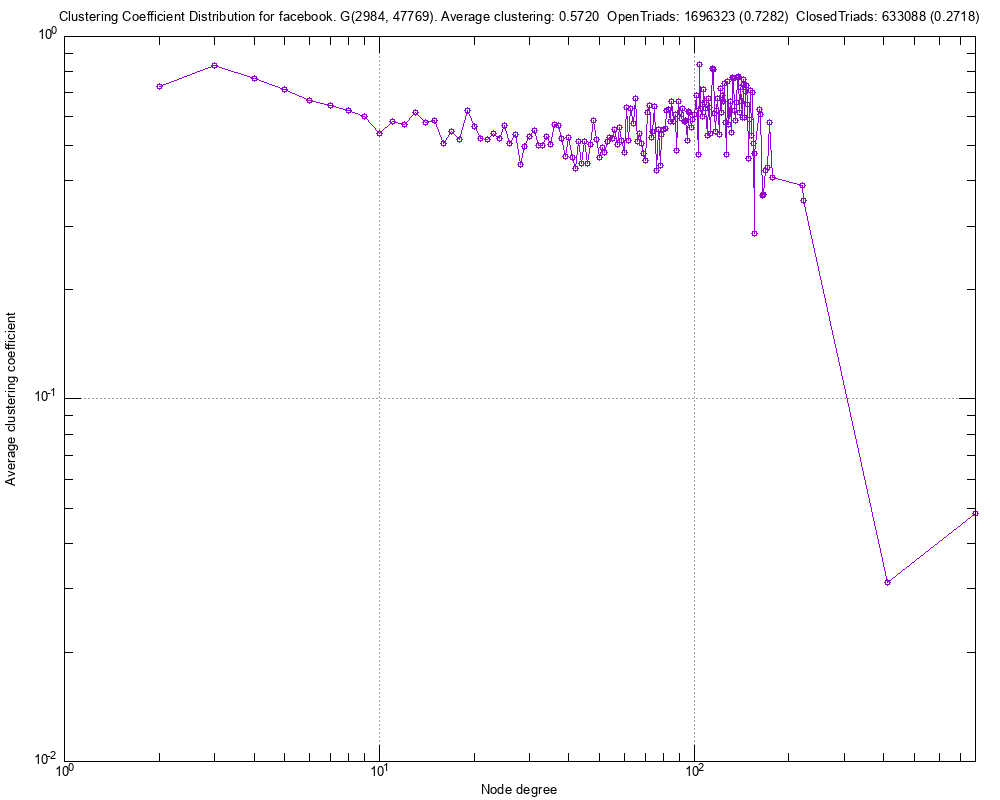 Clustering Coefficient Distribution for facebook. G(2984, 47769). Average clustering: 0.5720 OpenTriads: 1696323 (0.7282) ClosedTriads: 633088 (0.2718)
10^0
10^-1
10^-2
Average clustering coefficient
10^0 10^1 10^2
Node degree